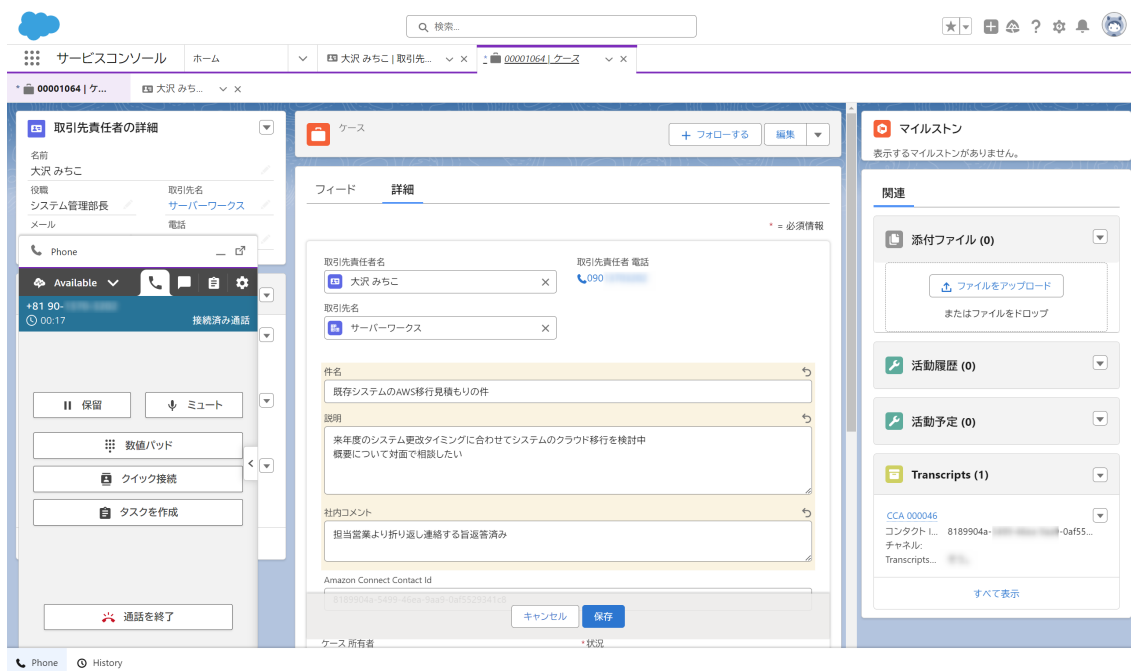 検索...
サービスコンソール
ホーム
大沢 みちこ | 取引先...
* 00001064 | ケース
* 00001064 | ケ...
大沢 みち...
取引先責任者の詳細
名前
大沢 みちこ
役職
取引先名
システム管理部長
サーバーワークス
メール
電話
Phone
Available
+81 90-
00:17
接続済み通話
保留
ミュート
数値パッド
クイック接続
タスクを作成
通話を終了
ケース
フォローする
編集
フィード
詳細
* = 必須情報
取引先責任者名
取引先責任者 電話
大沢 みちこ
090
取引先名
サーバーワークス
件名
既存システムのAWS移行見積もりの件
説明
来年度のシステム更改タイミングに合わせてシステムのクラウド移行を検討中
概要について対面で相談したい
社内コメント
担当営業より折り返し連絡する旨返答済み
Amazon Connect Contact Id
キャンセル
保存
ケース 所有者
*状況
マイルストン
表示するマイルストンがありません。
関連
添付ファイル (0)
ファイルをアップロード
またはファイルをドロップ
活動履歴 (0)
活動予定 (0)
Transcripts (1)
CCA 000046
コンタクト I... 8189904a- -0af55...
チャネル:
Transcripts...
すべて表示
Phone
History